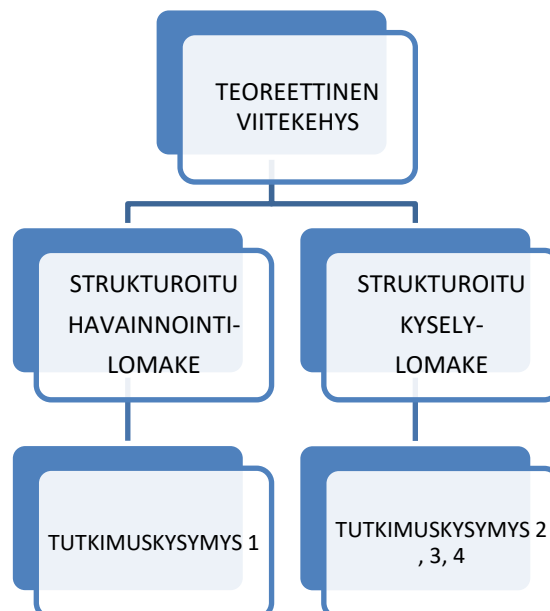 TEOREETTINEN
VIITEKEHYS
STRUKTUROITU
HAVAINNOINTI-
LOMAKE
STRUKTUROITU
KYSELY-
LOMAKE
TUTKIMUSKYSYMYS 1
TUTKIMUSKYSYMYS 2
, 3, 4